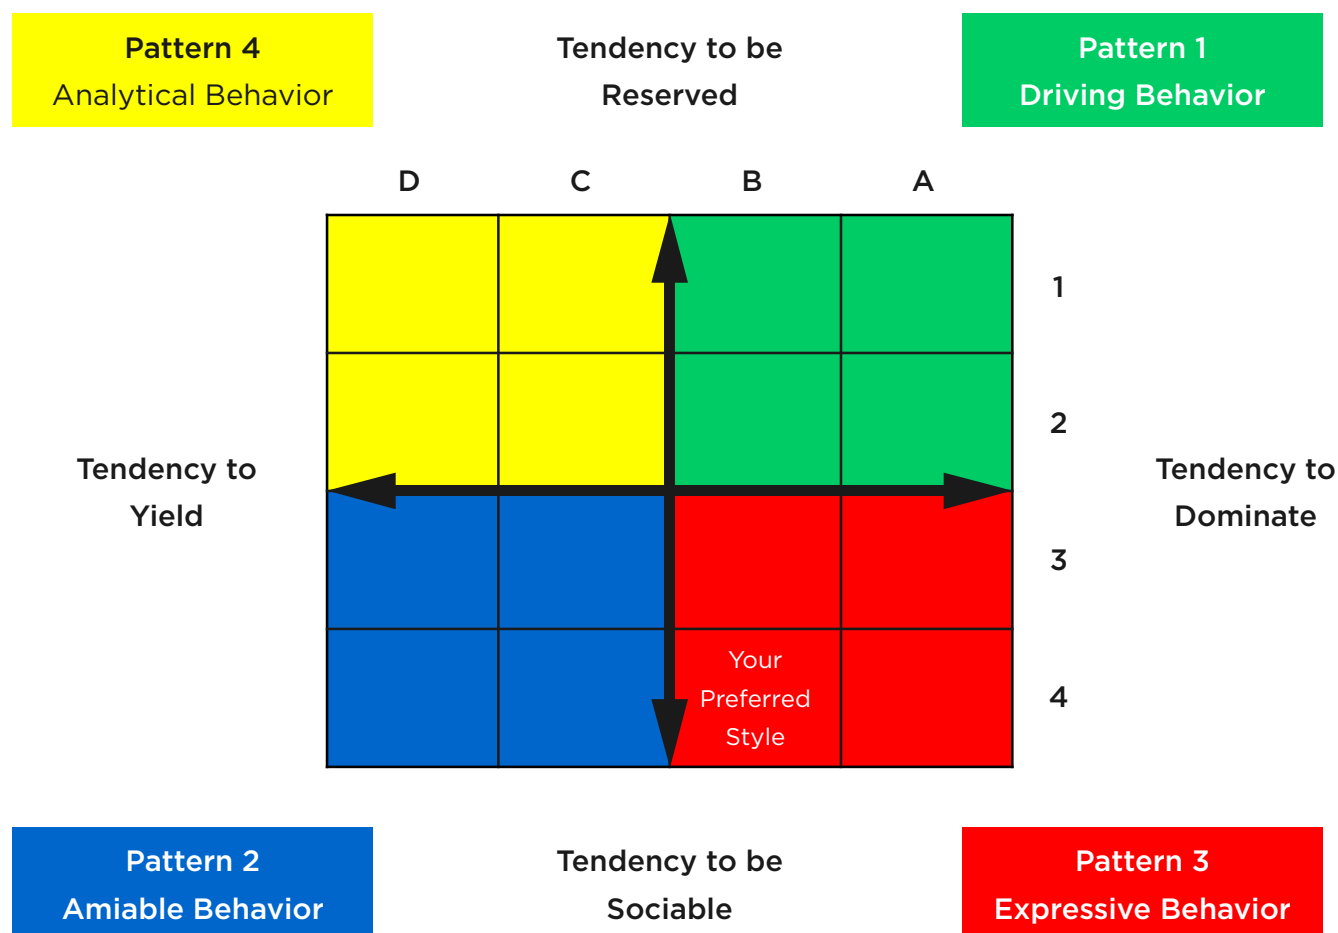 Pattern 4
Analytical Behavior
Tendency to be
Reserved
Pattern 1
Driving Behavior
D C B A
1
2
Tendency to
Yield
Tendency to
Dominate
3
Your
Preferred
Style
4
Pattern 2
Amiable Behavior
Tendency to be
Sociable
Pattern 3
Expressive Behavior